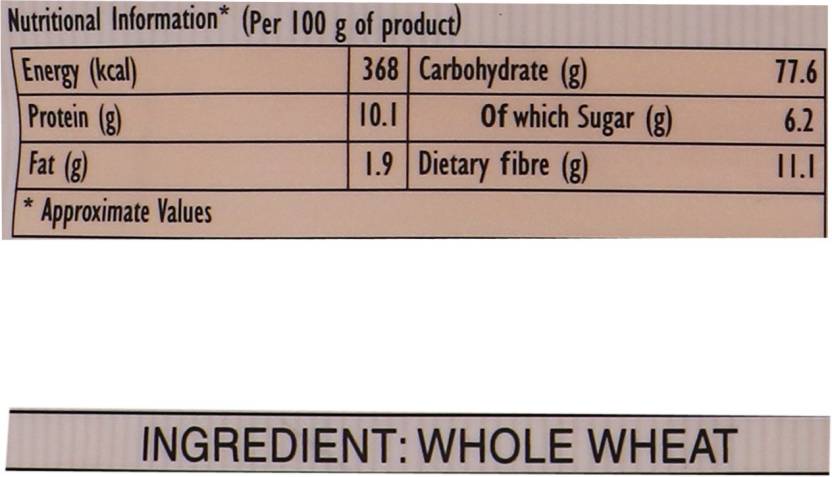 Nutritional Information* (Per 100 g of product)
Energy (kcal) 368 Carbohydrate (g) 77.6
Protein (g) 10.1 Of which Sugar (g) 6.2
Fat (g) 1.9 Dietary fibre (g) 11.1
* Approximate Values
INGREDIENT: WHOLE WHEAT